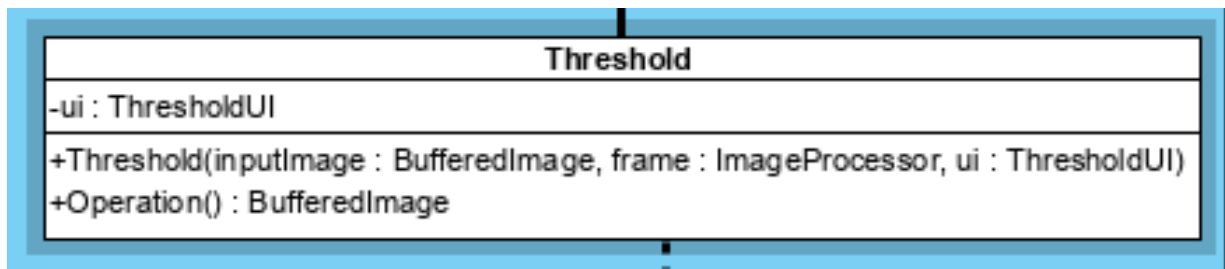 Threshold
-ui : ThresholdUI
+Threshold(inputImage : BufferedImage, frame : ImageProcessor, ui : ThresholdUI)
+Operation() : BufferedImage